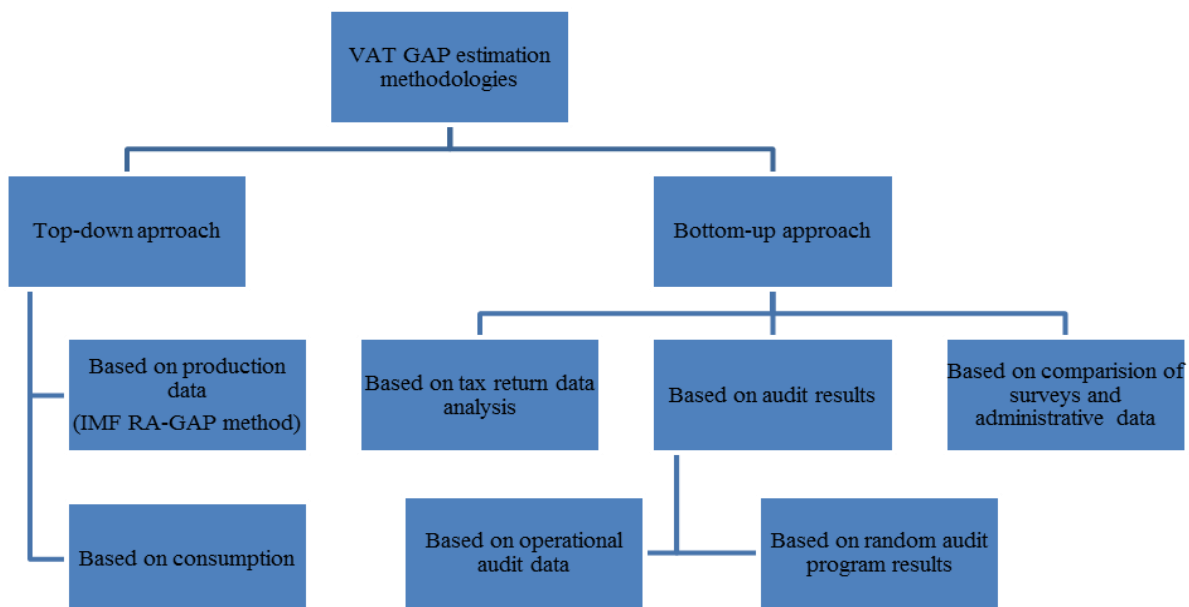 VAT GAP estimation
methodologies
Top-down aprroach
Bottom-up approach
Based on production
data
(IMF RA-GAP method)
Based on tax return data
analysis
Based on audit results
Based on comparision of
surveys and
administrative data
Based on consumption
Based on operational
audit data
Based on random audit
program results